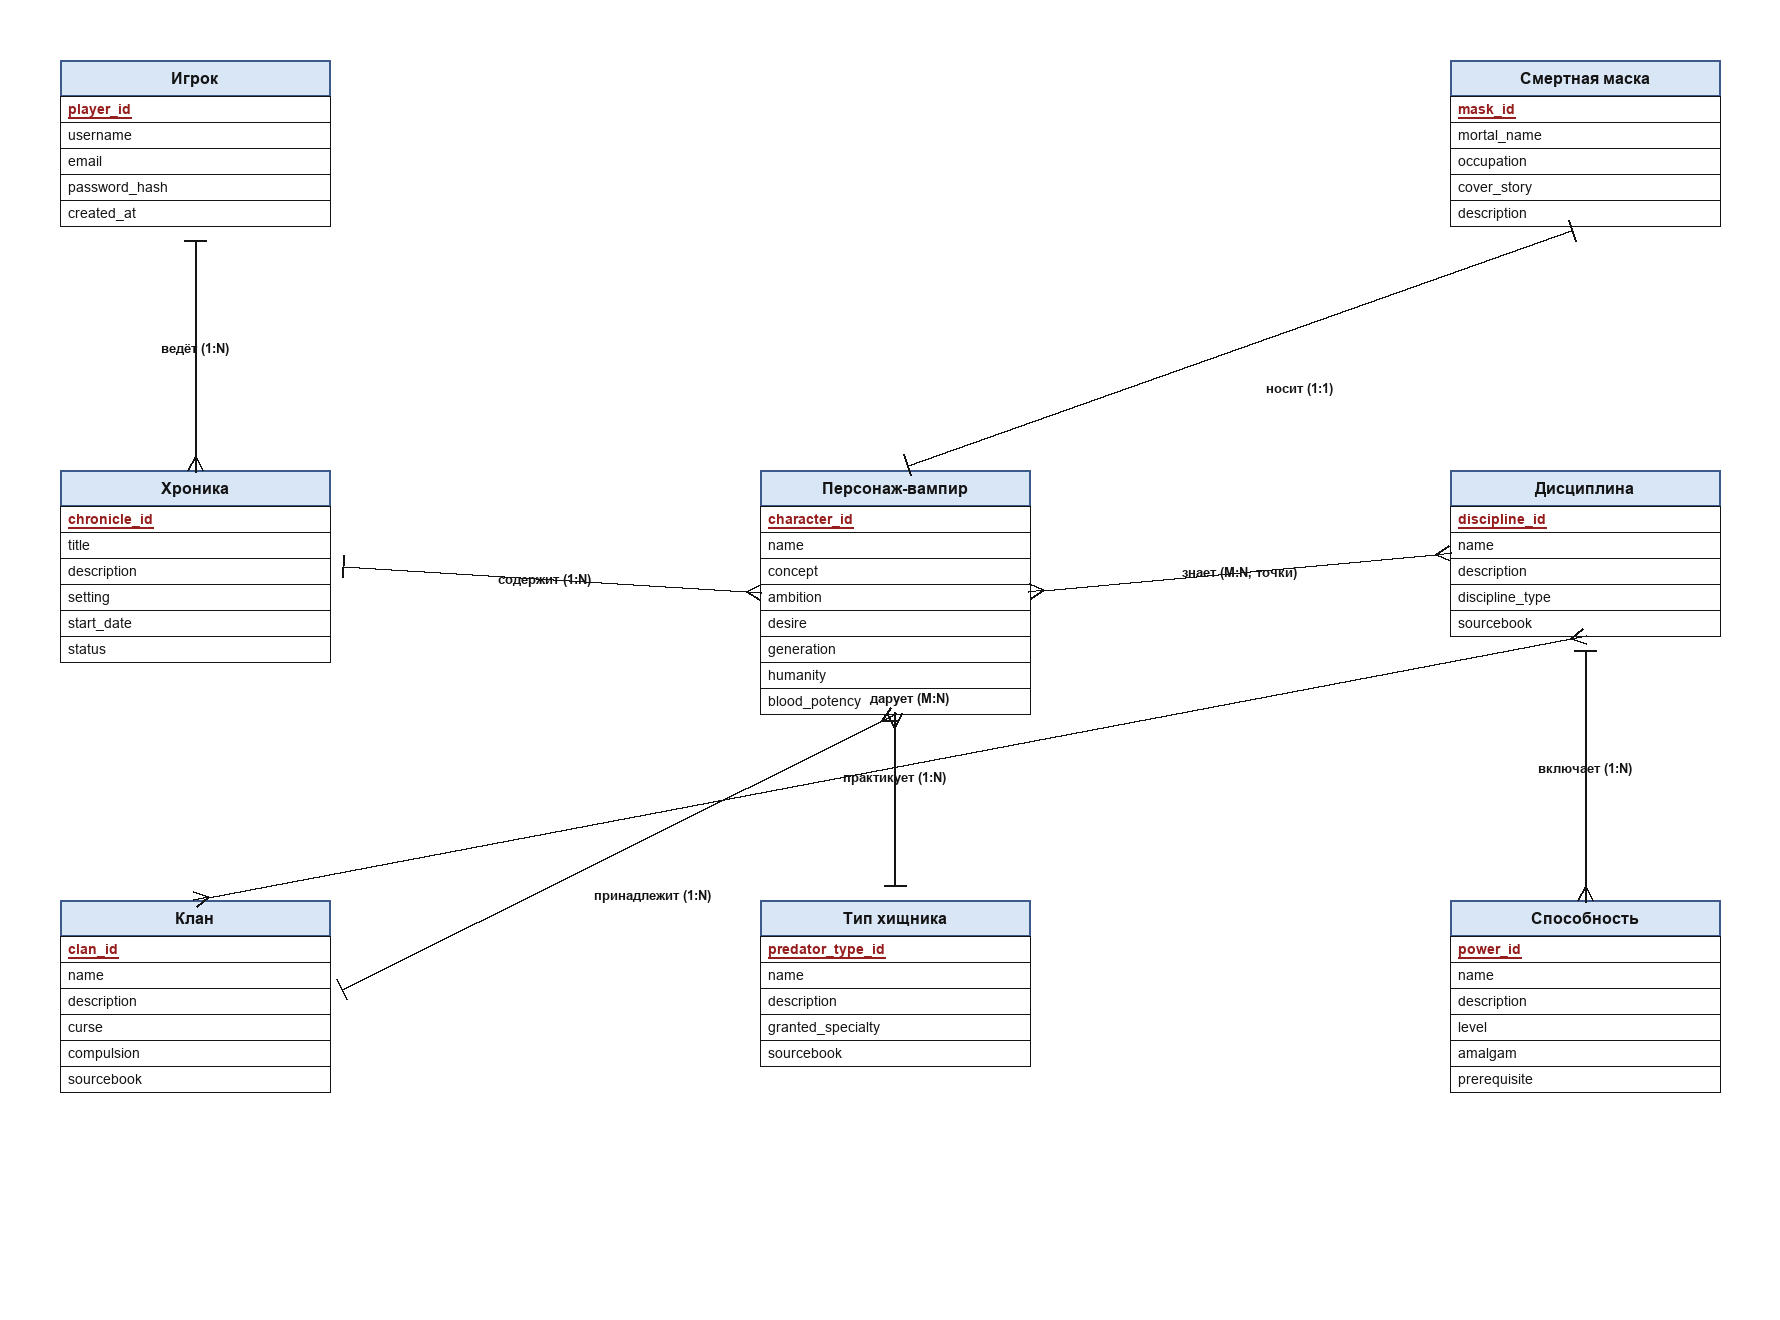 Игрок
player_id
username
email
password_hash
created_at
Смертная маска
mask_id
mortal_name
occupation
cover_story
description
ведёт (1:N)
носит (1:1)
Хроника
chronicle_id
title
description
setting
start_date
status
содержит (1:N)
Персонаж-вампир
character_id
name
concept
ambition
desire
generation
humanity
blood_potency
знает (M:N, точки)
Дисциплина
discipline_id
name
description
discipline_type
sourcebook
дарует (M:N)
практикует (1:N)
включает (1:N)
принадлежит (1:N)
Клан
clan_id
name
description
curse
compulsion
sourcebook
Тип хищника
predator_type_id
name
description
granted_specialty
sourcebook
Способность
power_id
name
description
level
amalgam
prerequisite